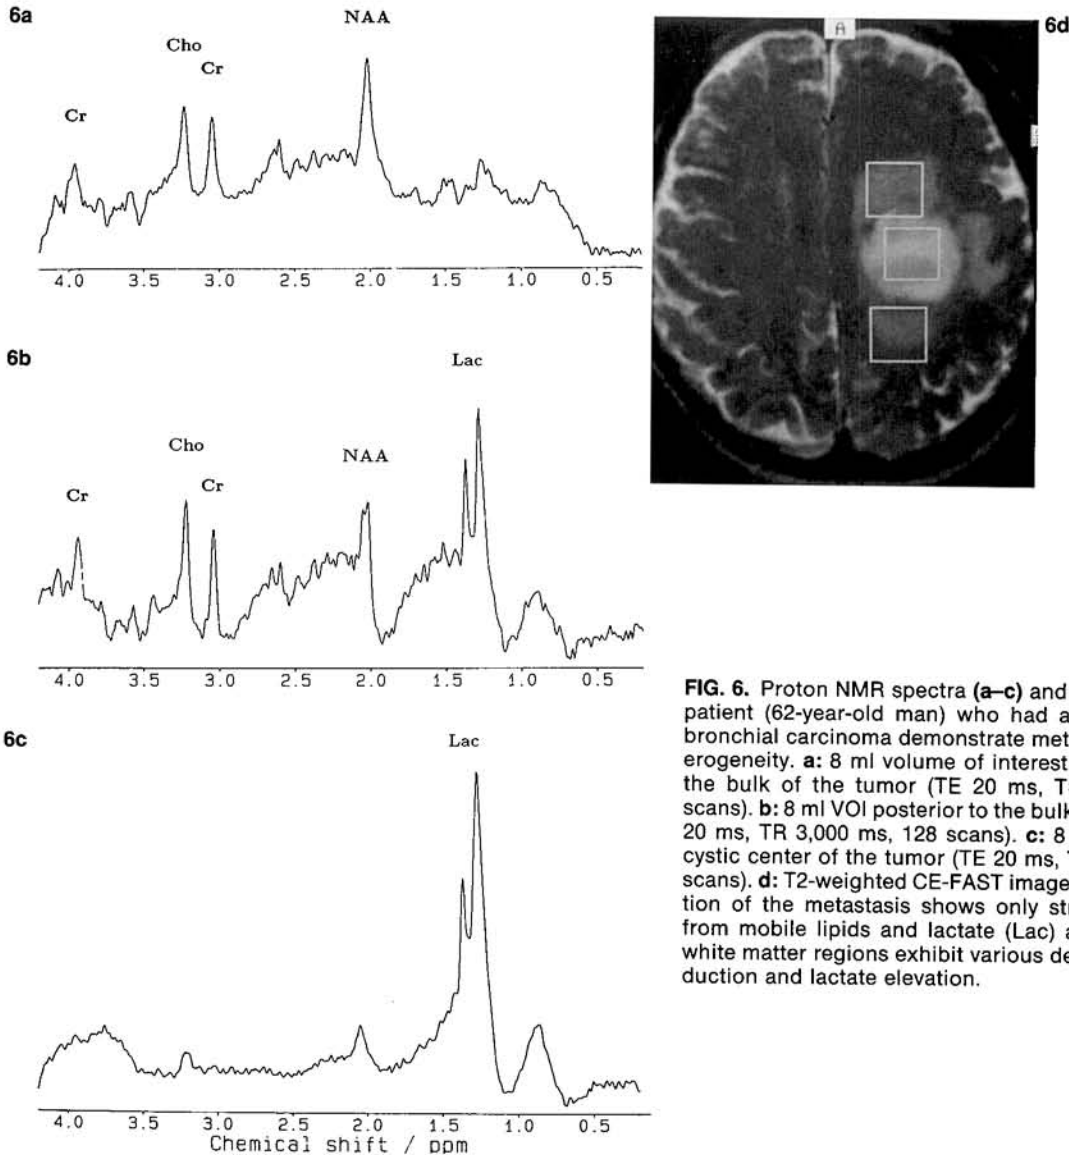 6a
NAA
Cho
Cr
Cr
4.0 3.5 3.0 2.5 2.0 1.5 1.0 0.5
A
6d
6b
Lac
Cho
NAA
Cr
Cr
4.0 3.5 3.0 2.5 2.0 1.5 1.0 0.5
6c
Lac
4.0 3.5 3.0 2.5 2.0 1.5 1.0 0.5
Chemical shift / ppm
FIG. 6. Proton NMR spectra (a–c) and
patient (62-year-old man) who had a
bronchial carcinoma demonstrate met
erogeneity. a: 8 ml volume of interest
the bulk of the tumor (TE 20 ms, T
scans). b: 8 ml VOI posterior to the bulk
20 ms, TR 3,000 ms, 128 scans). c: 8
cystic center of the tumor (TE 20 ms,
scans). d: T2-weighted CE-FAST image
tion of the metastasis shows only str
from mobile lipids and lactate (Lac) a
white matter regions exhibit various de
duction and lactate elevation.